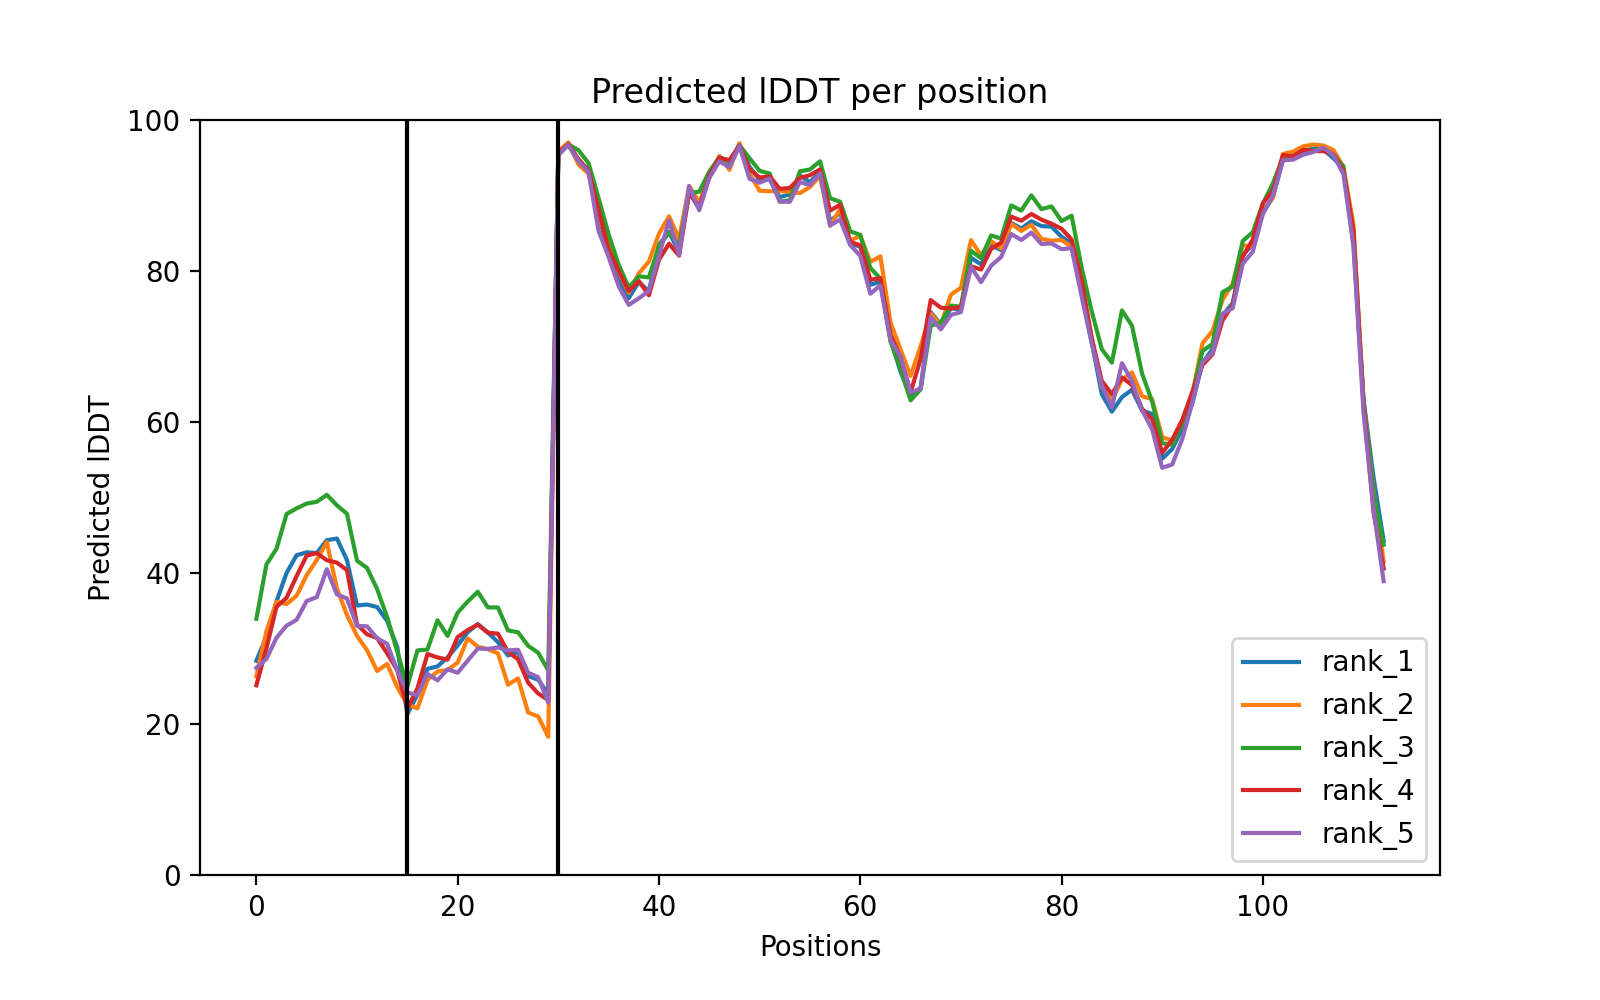 Predicted lDDT per position
100
80
60
40
20
0
Predicted lDDT
0 20 40 60 80 100
Positions
rank_1
rank_2
rank_3
rank_4
rank_5